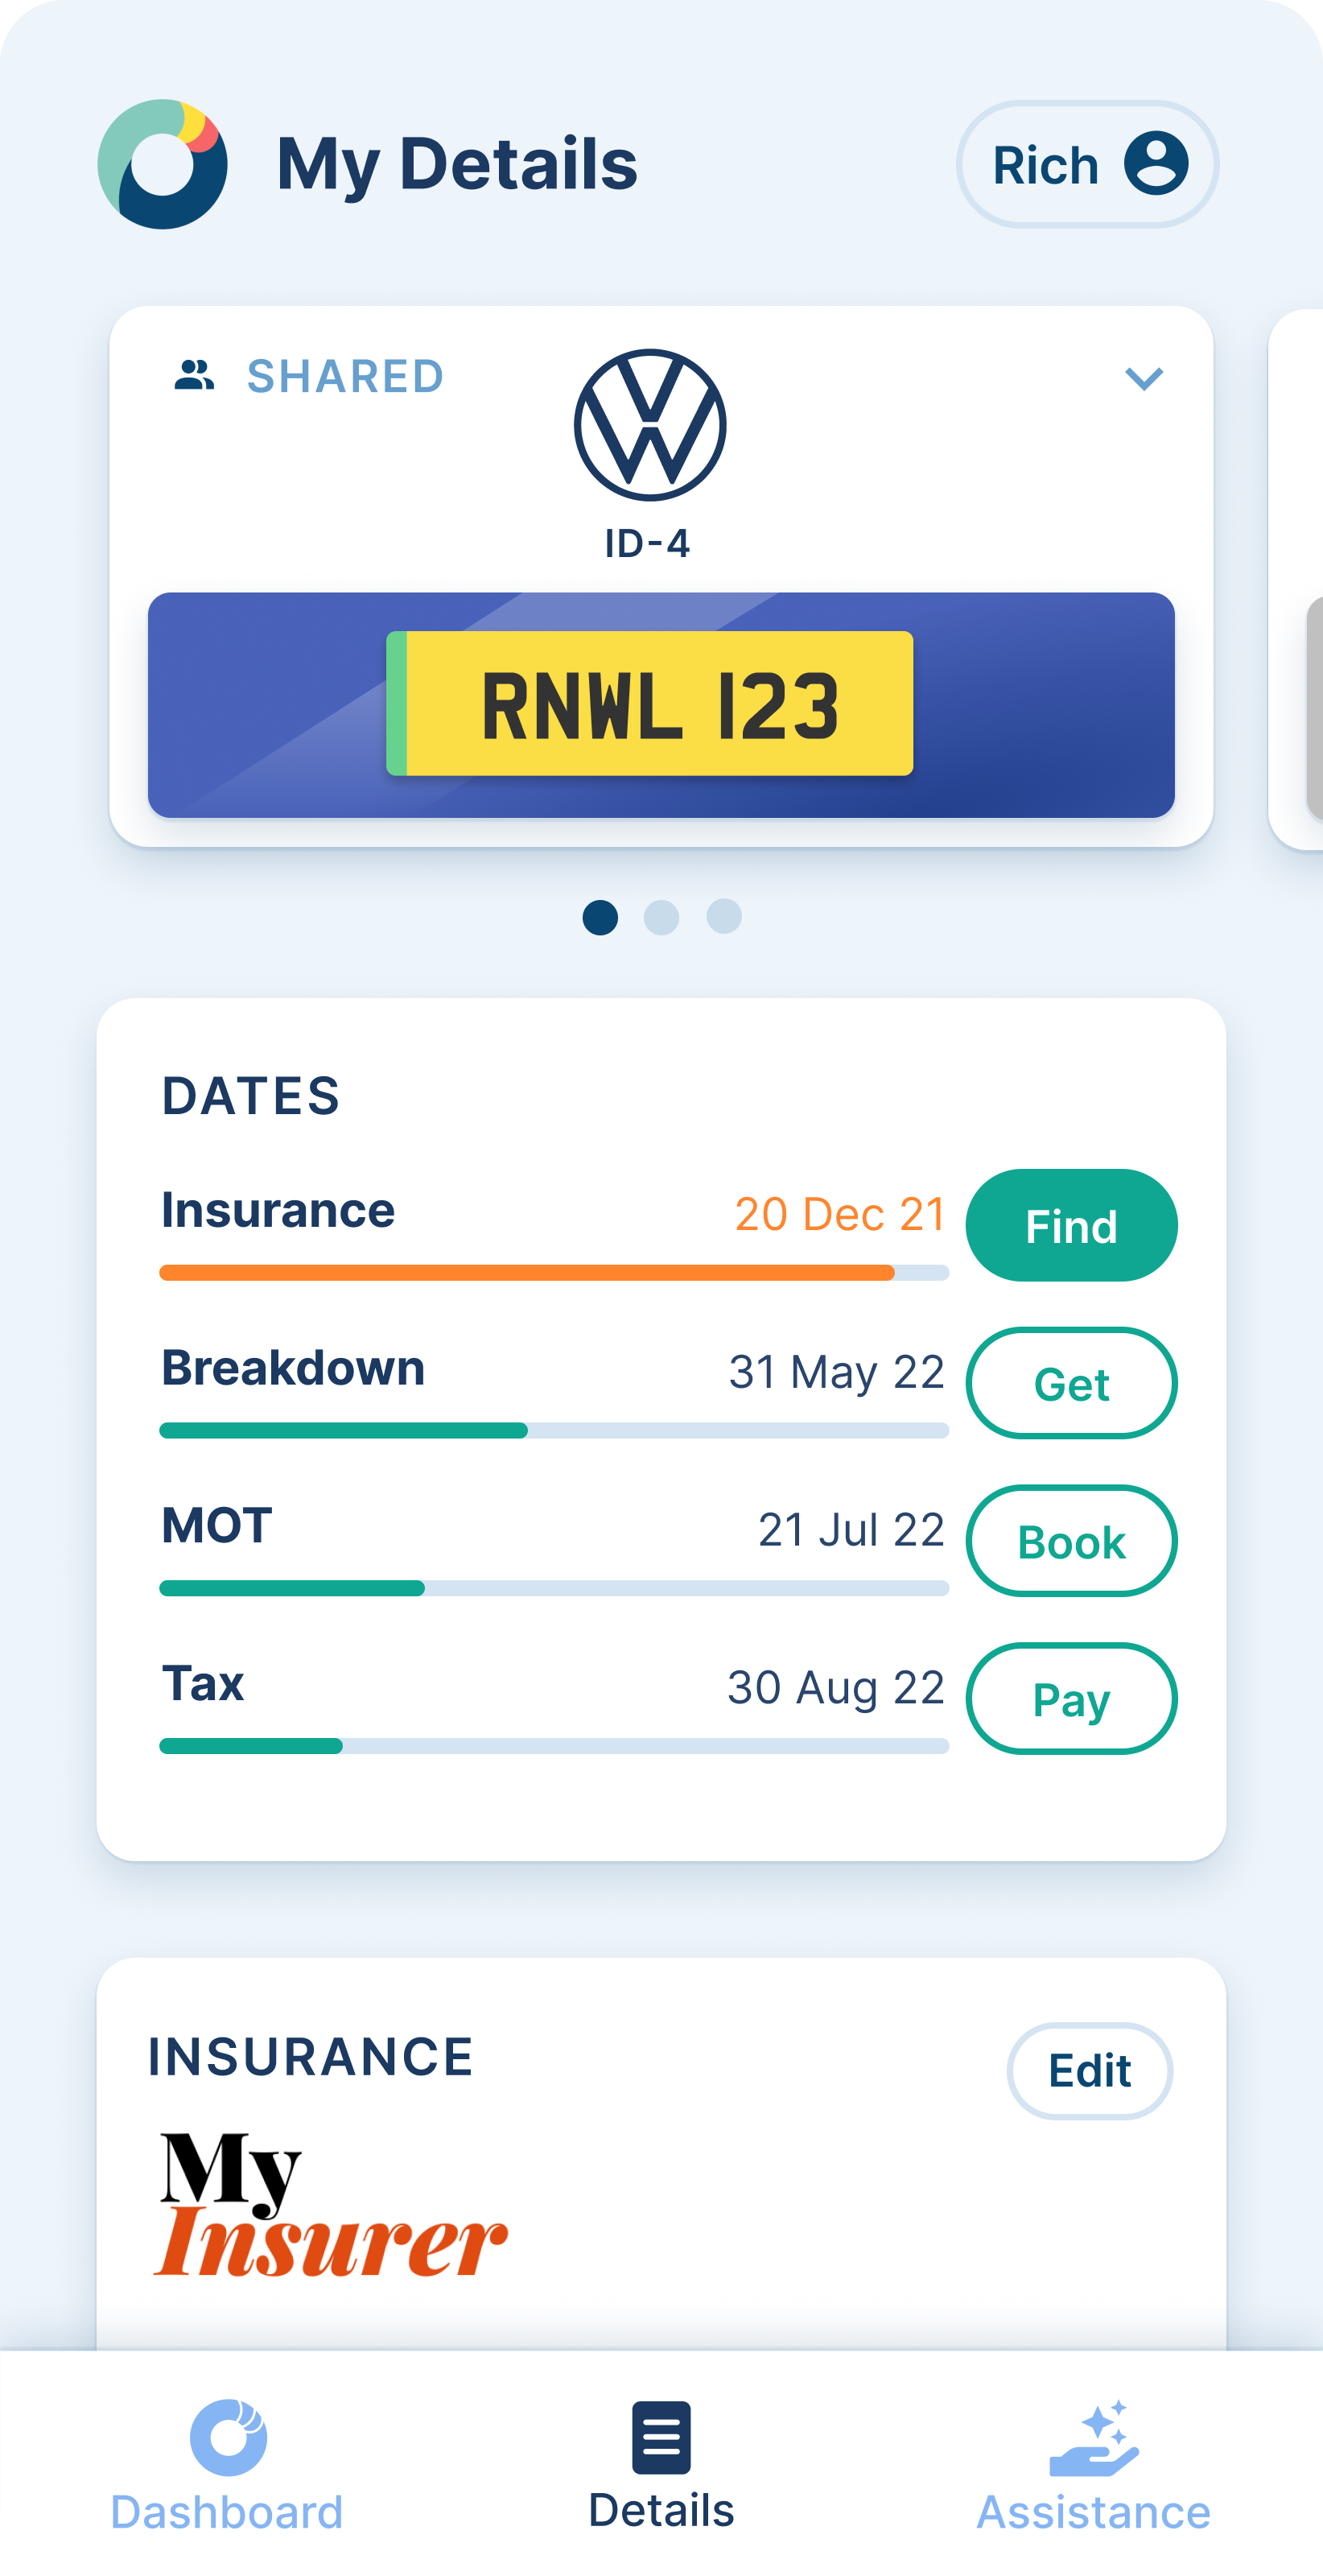 My Details
Rich
SHARED
ID-4
RNWL 123
DATES
Insurance 20 Dec 21 Find
Breakdown 31 May 22 Get
MOT 21 Jul 22 Book
Tax 30 Aug 22 Pay
INSURANCE Edit
My
Insurer
Dashboard Details Assistance